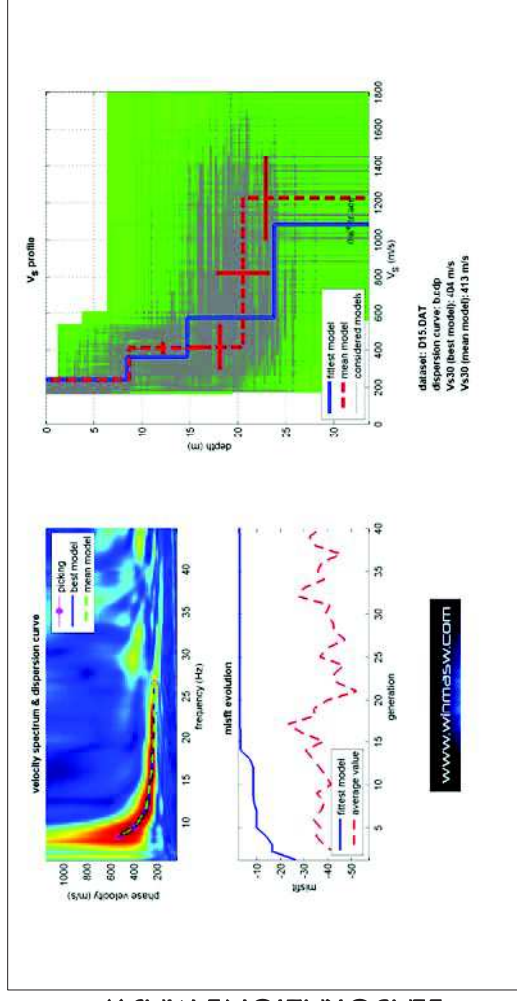 velocity spectrum & dispersion curve
phase velocity (m/s)
1000
800
600
400
200
picking
best model
mean model
10
15
20
25
30
35
40
frequency (Hz)
misfit evolution
misfit
-10
-20
-30
-40
-50
fittest model
average value
5
10
15
20
25
30
35
40
generation
www.winmasw.com
VS profile
depth (m)
0
5
10
15
20
25
30
fittest model
mean model
considered models
0
200
400
600
800
1000
1200
1400
1600
1800
VS (m/s)
dataset: D15.DAT
dispersion curve: b.cdp
Vs30 (best model): 404 m/s
Vs30 (mean model): 413 m/s